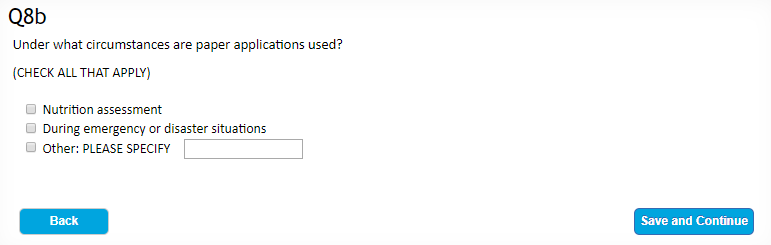 Q8b
Under what circumstances are paper applications used?
(CHECK ALL THAT APPLY)
Nutrition assessment
During emergency or disaster situations
Other: PLEASE SPECIFY
Back Save and Continue